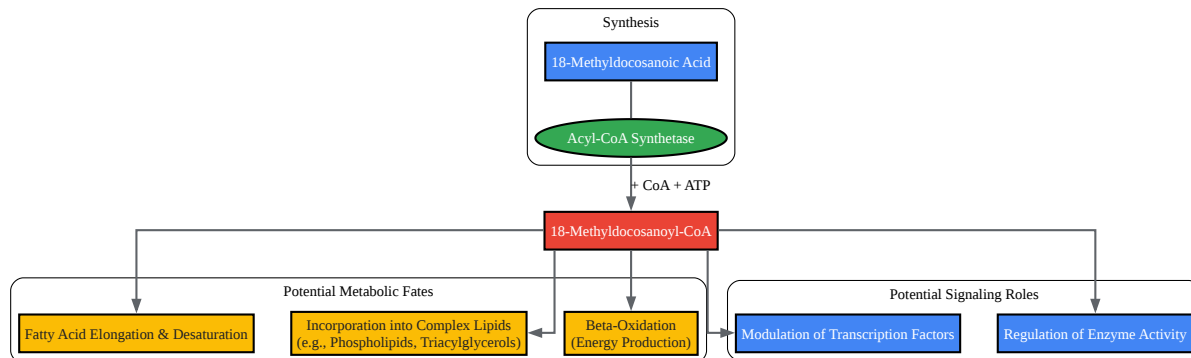 Synthesis
18-Methyldocosanoic Acid
Acyl-CoA Synthetase
+ CoA + ATP
18-Methyldocosanoyl-CoA
Potential Metabolic Fates
Fatty Acid Elongation & Desaturation
Incorporation into Complex Lipids
(e.g., Phospholipids, Triacylglycerols)
Beta-Oxidation
(Energy Production)
Potential Signaling Roles
Modulation of Transcription Factors
Regulation of Enzyme Activity